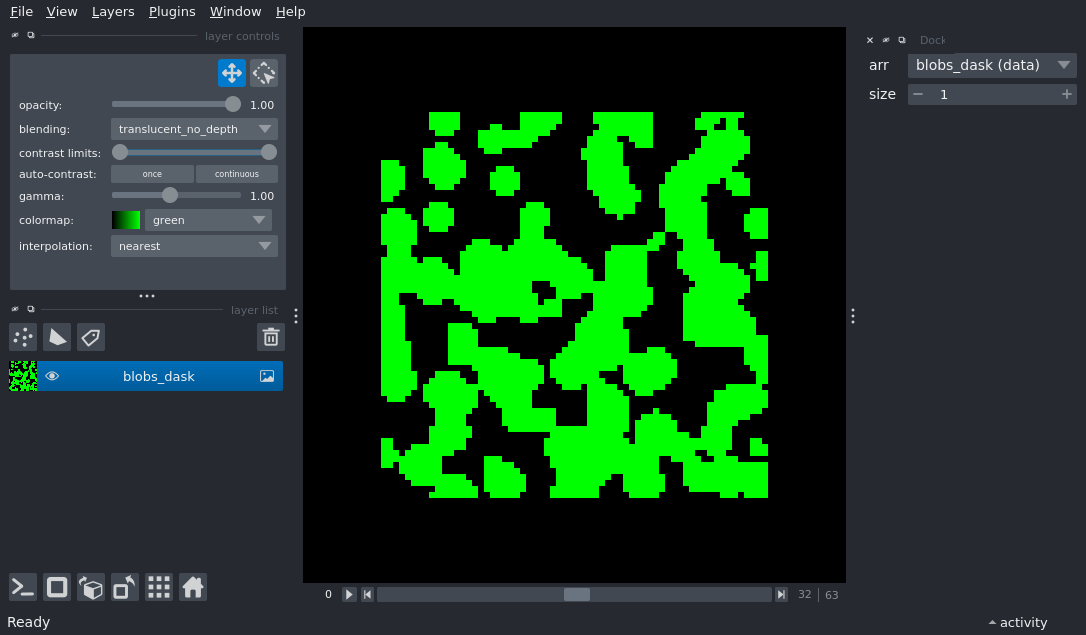 File View Layers Plugins Window Help
layer controls
opacity: 1.00
blending: translucent_no_depth
contrast limits:
auto-contrast: once continuous
gamma: 1.00
colormap: green
interpolation: nearest
layer list
blobs_dask
0 32 63
Dock
arr blobs_dask (data)
size 1
Ready
activity